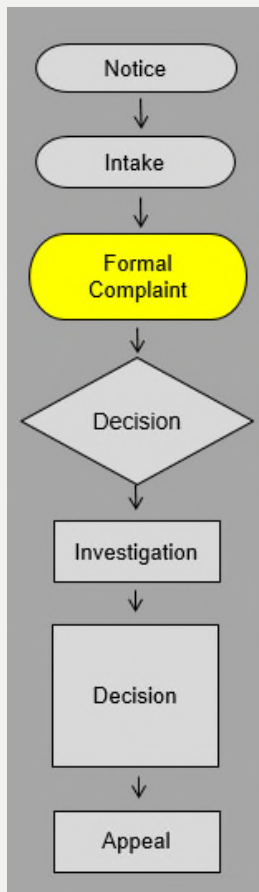 Notice
Intake
Formal
Complaint
Decision
Investigation
Decision
Appeal